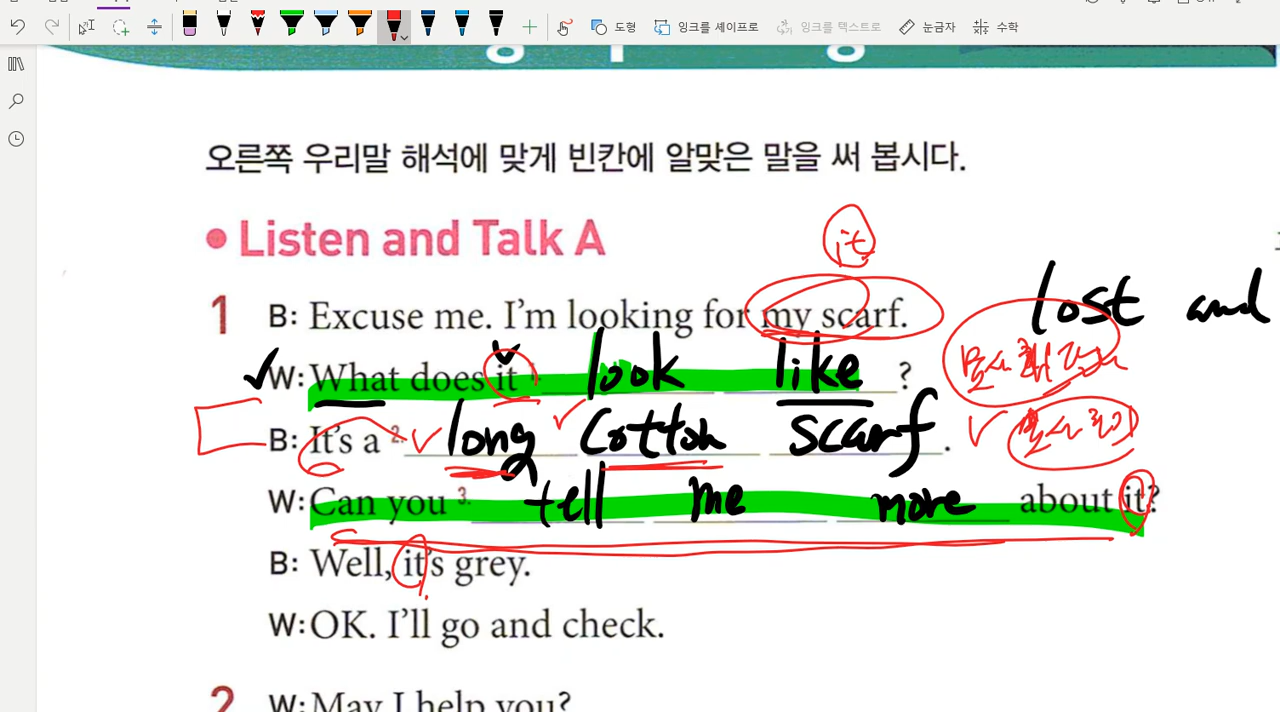 도형 잉크를 셰이프로 잉크를 텍스트로 눈금자 수학
오른쪽 우리말 해석에 맞게 빈칸에 알맞은 말을 써 봅시다.
Listen and Talk A
it
lost and
1 B: Excuse me. I'm looking for my scarf.
W: What does it 1. look like ?
B: It's a 2. long cotton scarf.
W: Can you 3. tell me more about it?
B: Well, it's grey.
W: OK. I'll go and check.
2 W: May I help you?